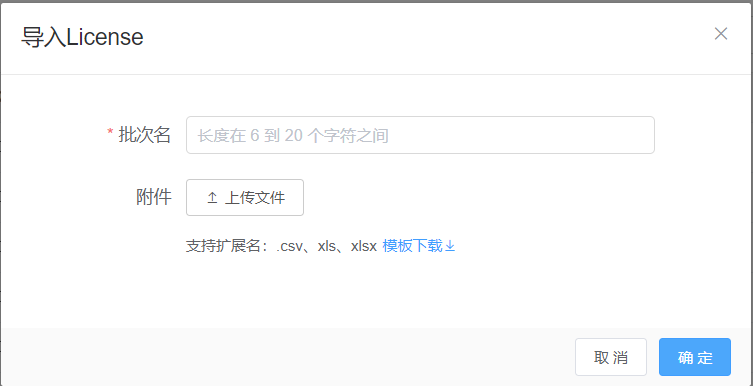 导入License
* 批次名 长度在 6 到 20 个字符之间
附件 上传文件
支持扩展名：.csv、xls、xlsx 模板下载
取消 确定